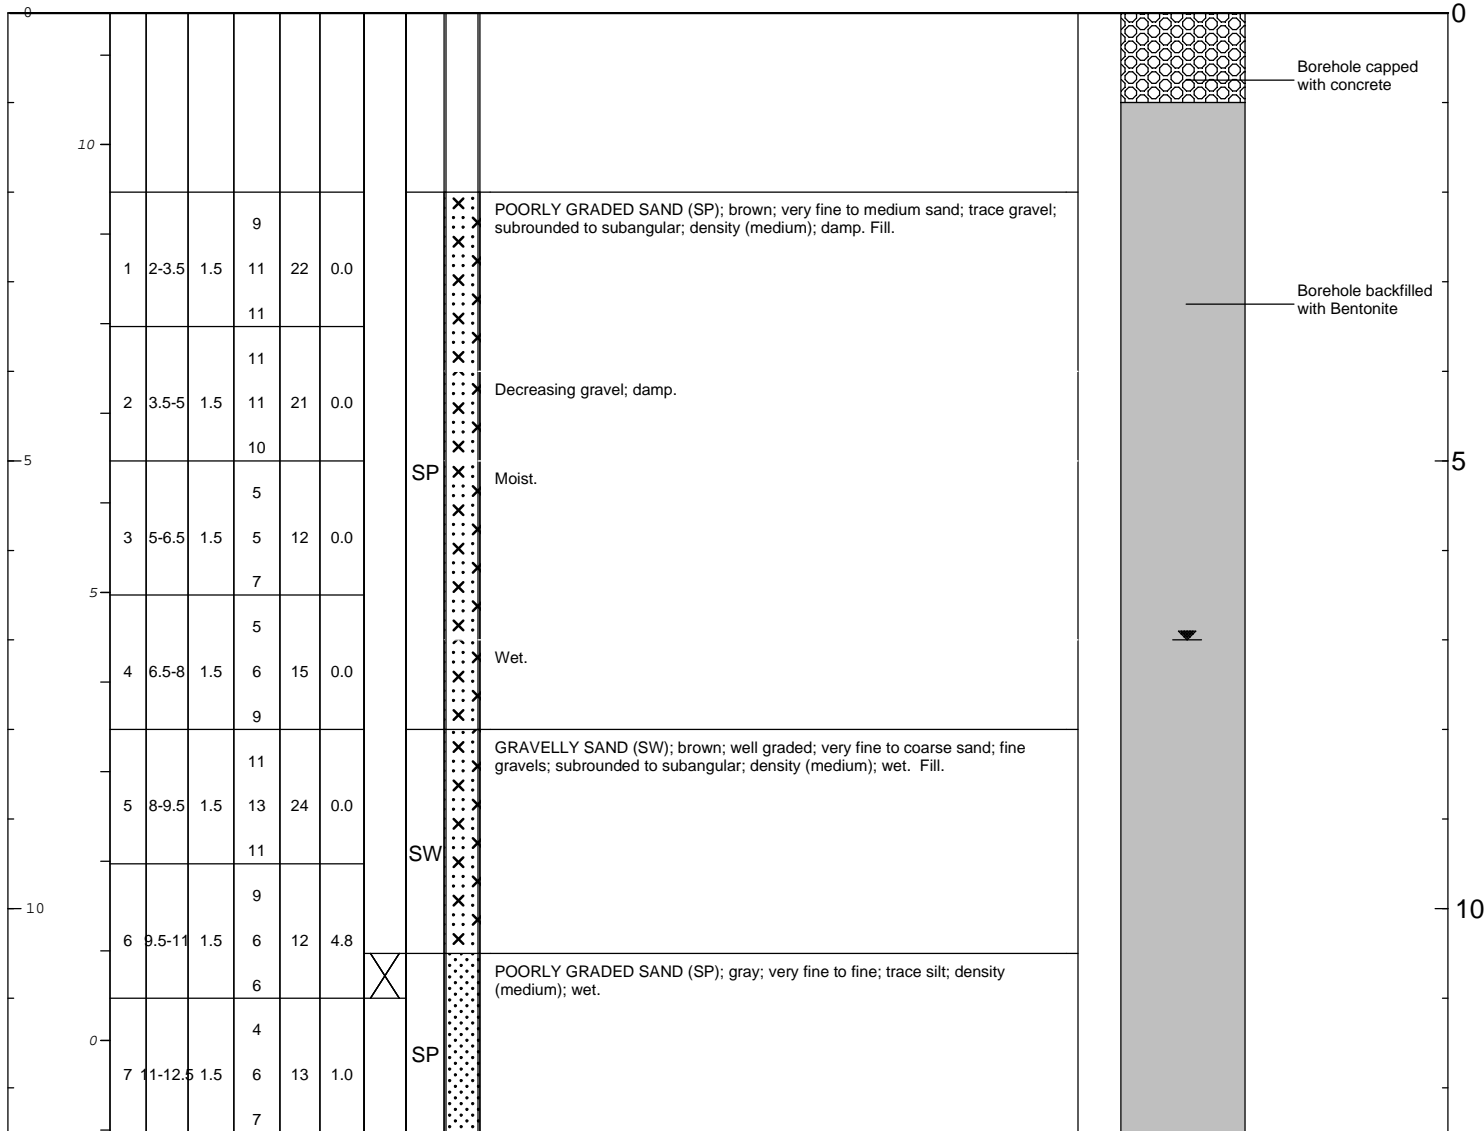 0
0
Borehole capped
with concrete
10
POORLY GRADED SAND (SP); brown; very fine to medium sand; trace gravel;
subrounded to subangular; density (medium); damp. Fill.
9
1 2-3.5 1.5 11 22 0.0
11
Borehole backfilled
with Bentonite
11
2 3.5-5 1.5 11 21 0.0
10
Decreasing gravel; damp.
5
5
SP
Moist.
5
3 5-6.5 1.5 5 12 0.0
7
5
5
4 6.5-8 1.5 6 15 0.0
9
Wet.
GRAVELLY SAND (SW); brown; well graded; very fine to coarse sand; fine
gravels; subrounded to subangular; density (medium); wet.  Fill.
11
5 8-9.5 1.5 13 24 0.0
11
SW
9
10
10
6 9.5-11 1.5 6 12 4.8
6
POORLY GRADED SAND (SP); gray; very fine to fine; trace silt; density
(medium); wet.
4
0
SP
7 11-12.5 1.5 6 13 1.0
7